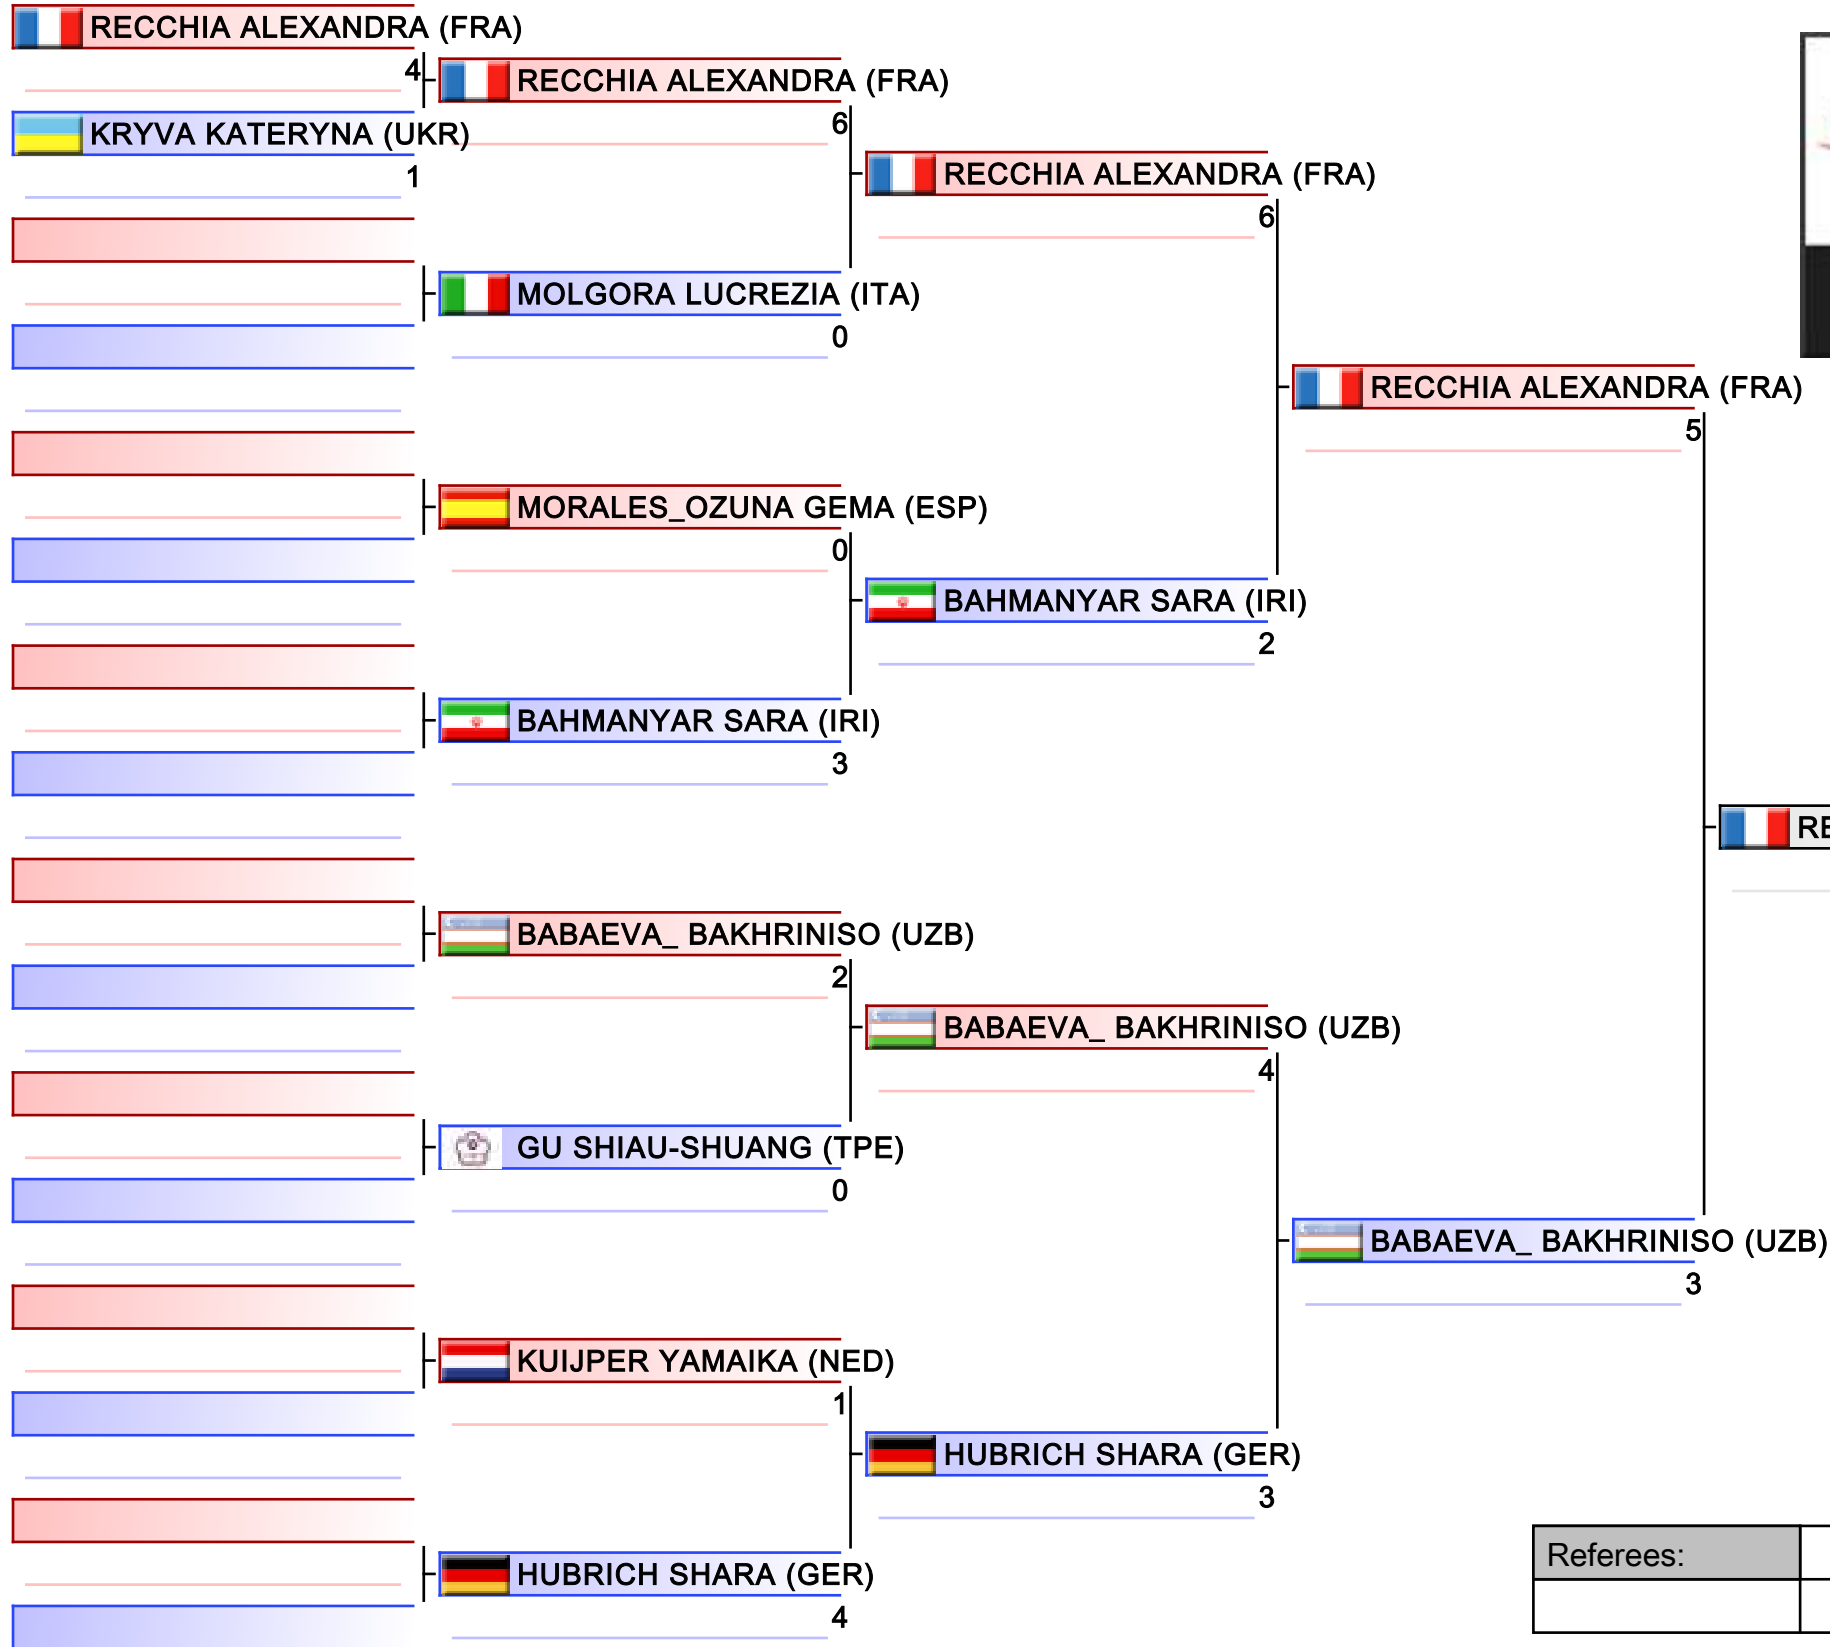 RECCHIA ALEXANDRA (FRA)
4
KRYVA KATERYNA (UKR)
1
RECCHIA ALEXANDRA (FRA)
6
MOLGORA LUCREZIA (ITA)
0
MORALES_OZUNA GEMA (ESP)
0
BAHMANYAR SARA (IRI)
3
BABAEVA_ BAKHRINISO (UZB)
2
GU SHIAU-SHUANG (TPE)
0
KUIJPER YAMAIKA (NED)
1
HUBRICH SHARA (GER)
4
RECCHIA ALEXANDRA (FRA)
6
BAHMANYAR SARA (IRI)
2
BABAEVA_ BAKHRINISO (UZB)
4
HUBRICH SHARA (GER)
3
RECCHIA ALEXANDRA (FRA)
5
BABAEVA_ BAKHRINISO (UZB)
3
RE
Referees: